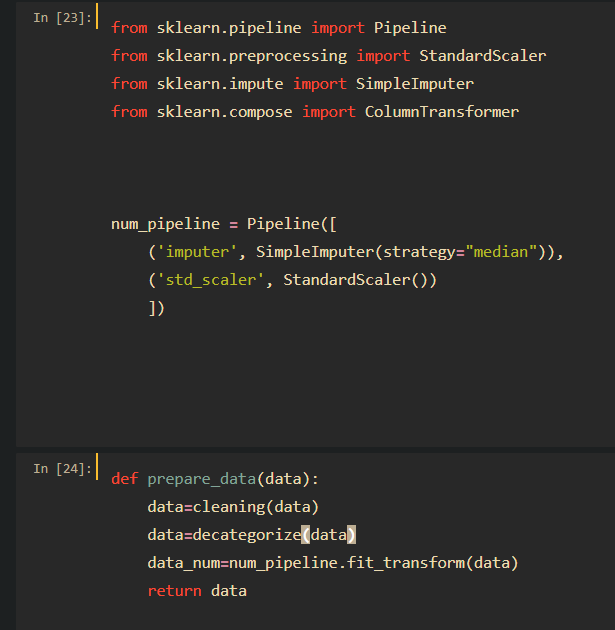 In [23]:
from sklearn.pipeline import Pipeline
from sklearn.preprocessing import StandardScaler
from sklearn.impute import SimpleImputer
from sklearn.compose import ColumnTransformer
num_pipeline = Pipeline([
    ('imputer', SimpleImputer(strategy="median")),
    ('std_scaler', StandardScaler())
    ])
In [24]:
def prepare_data(data):
    data=cleaning(data)
    data=decategorize(data)
    data_num=num_pipeline.fit_transform(data)
    return data